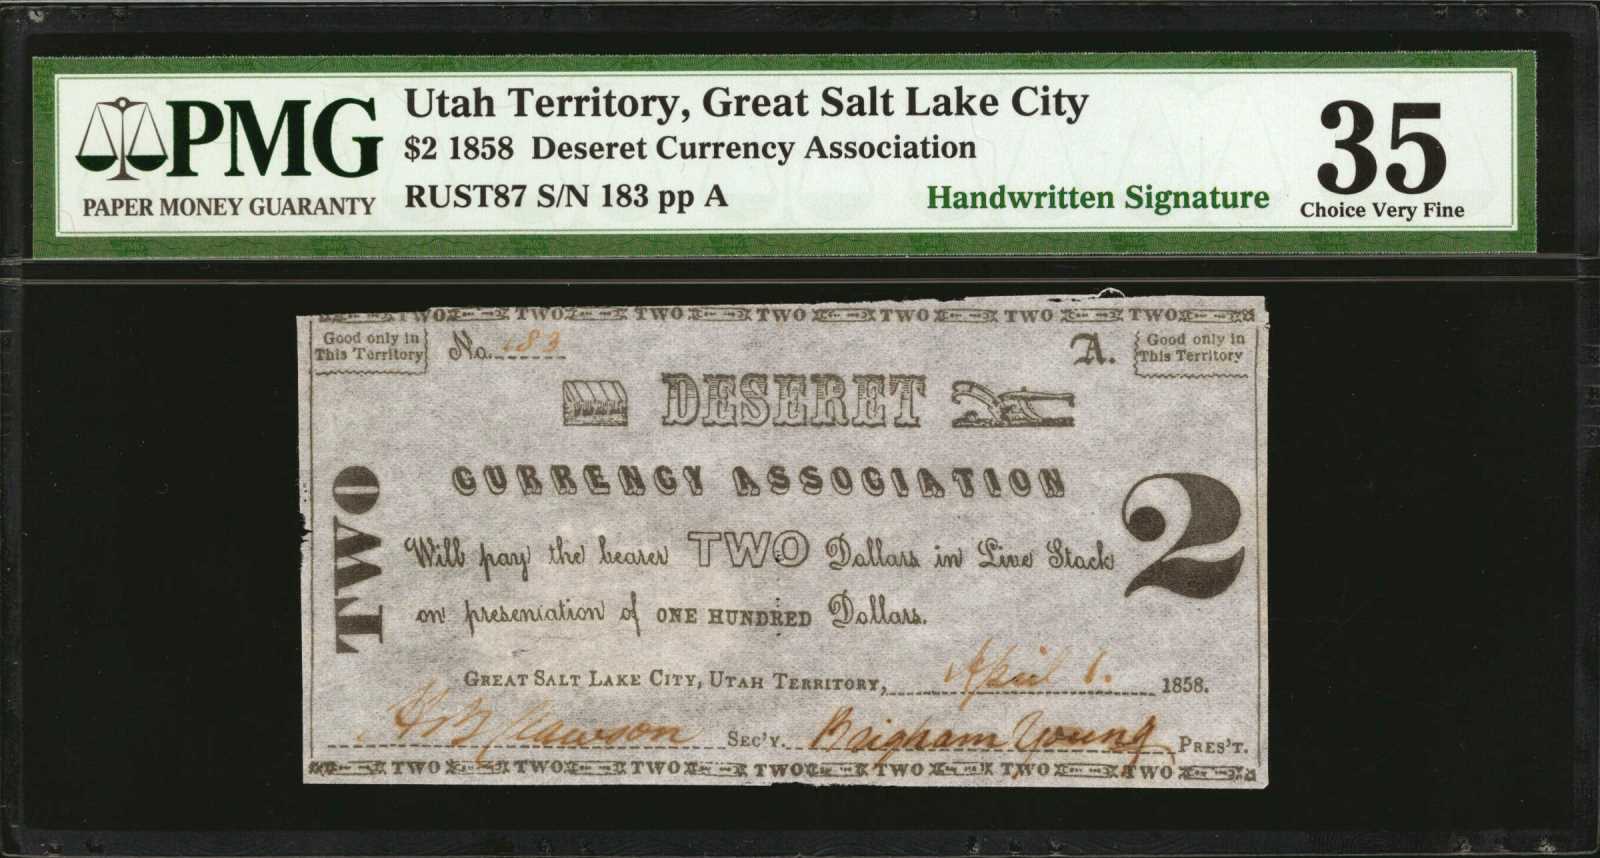 PMG
PAPER MONEY GUARANTY
Utah Territory, Great Salt Lake City
$2 1858 Deseret Currency Association
RUST87 S/N 183 pp A
Handwritten Signature
35
Choice Very Fine
TWO TWO TWO TWO TWO TWO TWO
Good only in
This Territory
No. 183
A.
Good only in
This Territory
DESERET
CURRENCY ASSOCIATION
TWO
2
Will pay the bearer TWO Dollars in Live Stock
on presentation of ONE HUNDRED Dollars.
GREAT SALT LAKE CITY, UTAH TERRITORY, April 6. 1858.
H B Clawson SEC'Y. Brigham Young PRES'T.
TWO TWO TWO TWO TWO TWO TWO